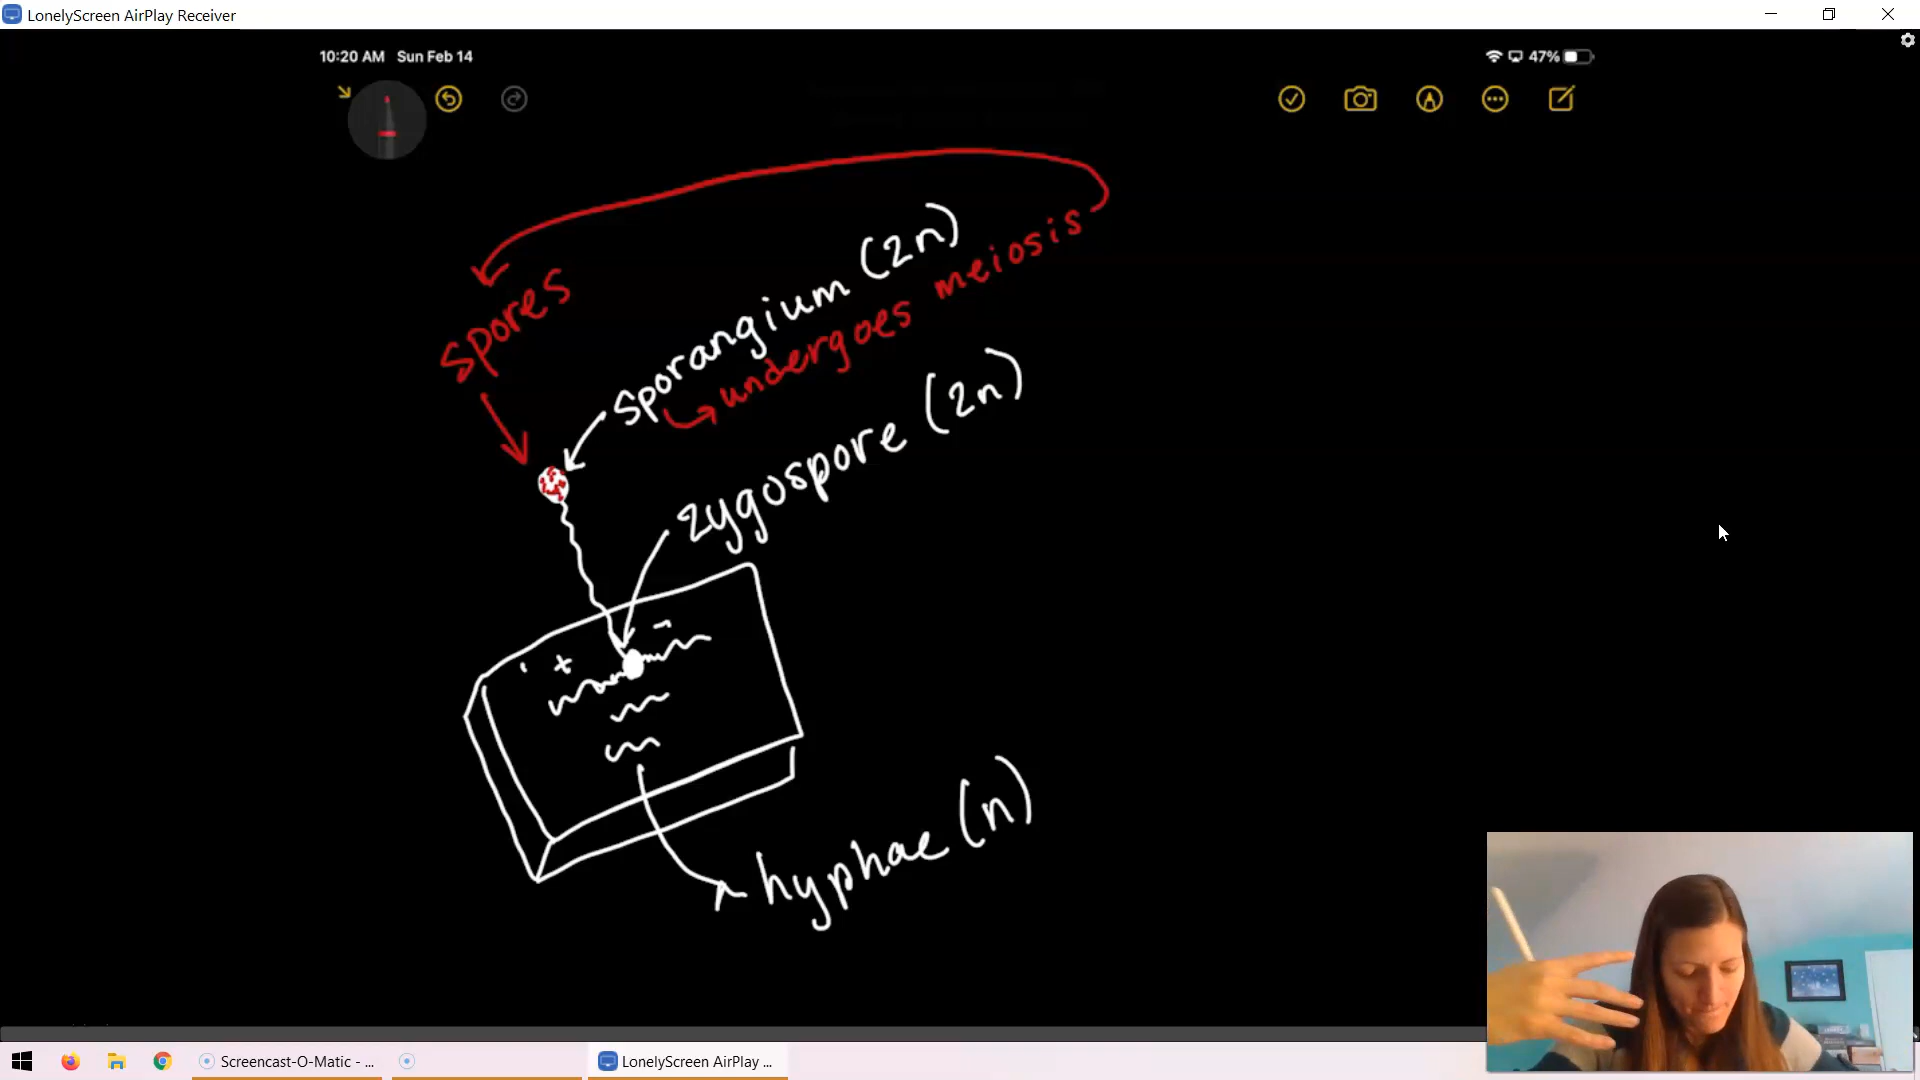 LonelyScreen AirPlay Receiver
10:20 AM Sun Feb 14
47%
spores
sporangium (2n)
undergoes meiosis
zygospore (2n)
+ -
hyphae (n)
Screencast-O-Matic - ...
LonelyScreen AirPlay ...